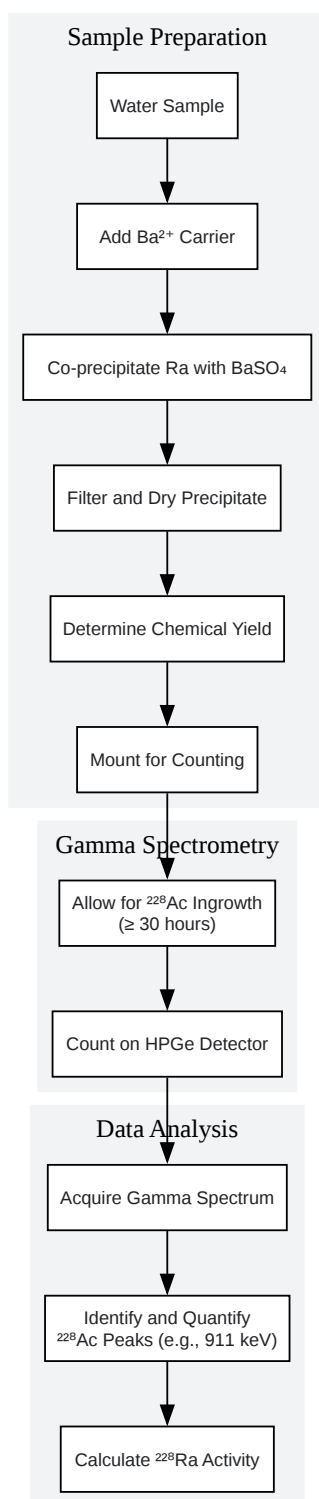 Sample Preparation
Water Sample
Add Ba²⁺ Carrier
Co-precipitate Ra with BaSO₄
Filter and Dry Precipitate
Determine Chemical Yield
Mount for Counting
Gamma Spectrometry
Allow for ²²⁸Ac Ingrowth
(≥ 30 hours)
Count on HPGe Detector
Data Analysis
Acquire Gamma Spectrum
Identify and Quantify
²²⁸Ac Peaks (e.g., 911 keV)
Calculate ²²⁸Ra Activity